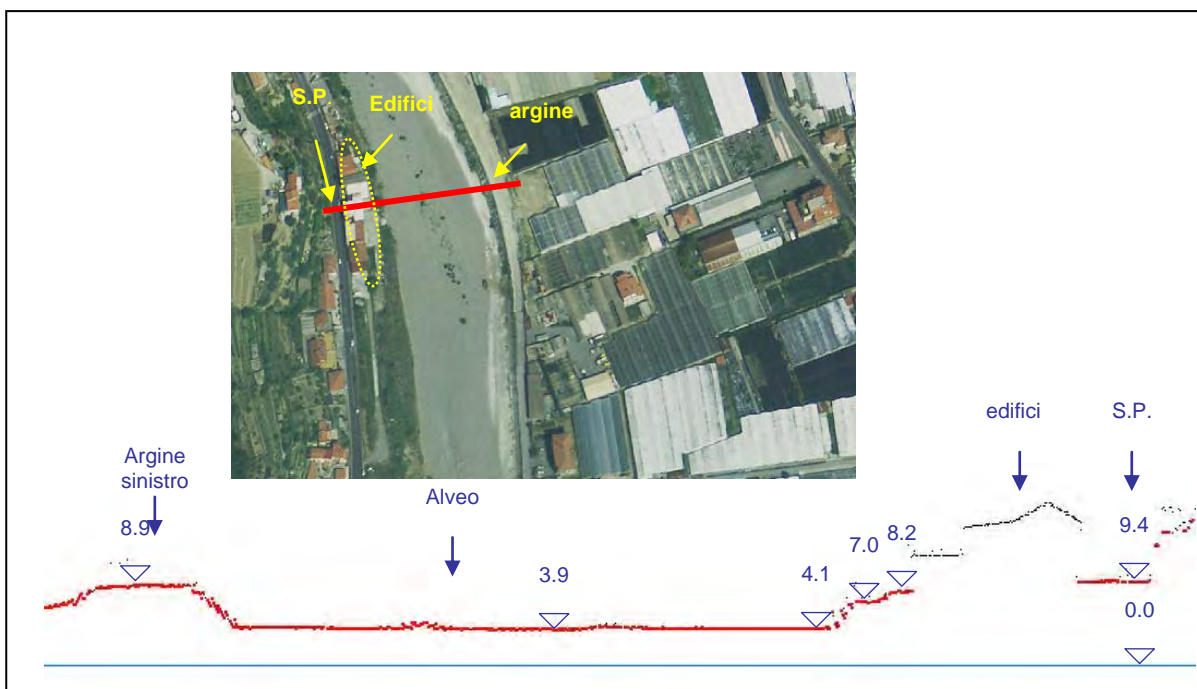 S.P.
Edifici
argine
edifici
S.P.
Argine
sinistro
Alveo
8.9
3.9
4.1
7.0
8.2
9.4
0.0